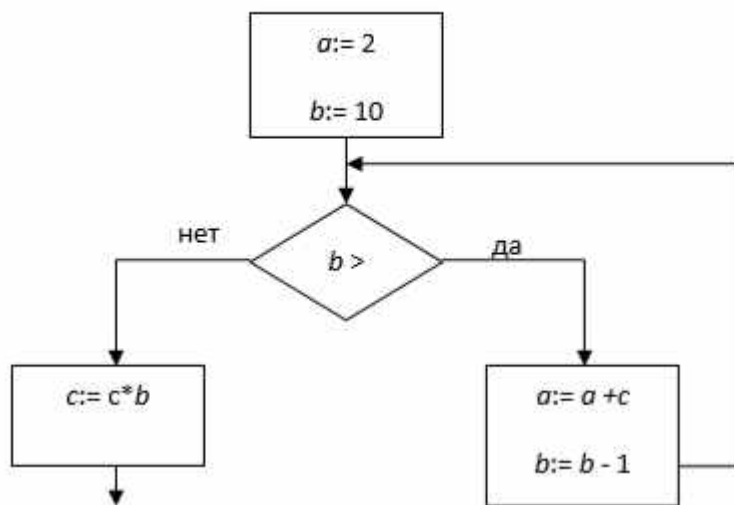 a:= 2
b:= 10
нет
b >
да
c:= c*b
a:= a +c
b:= b - 1